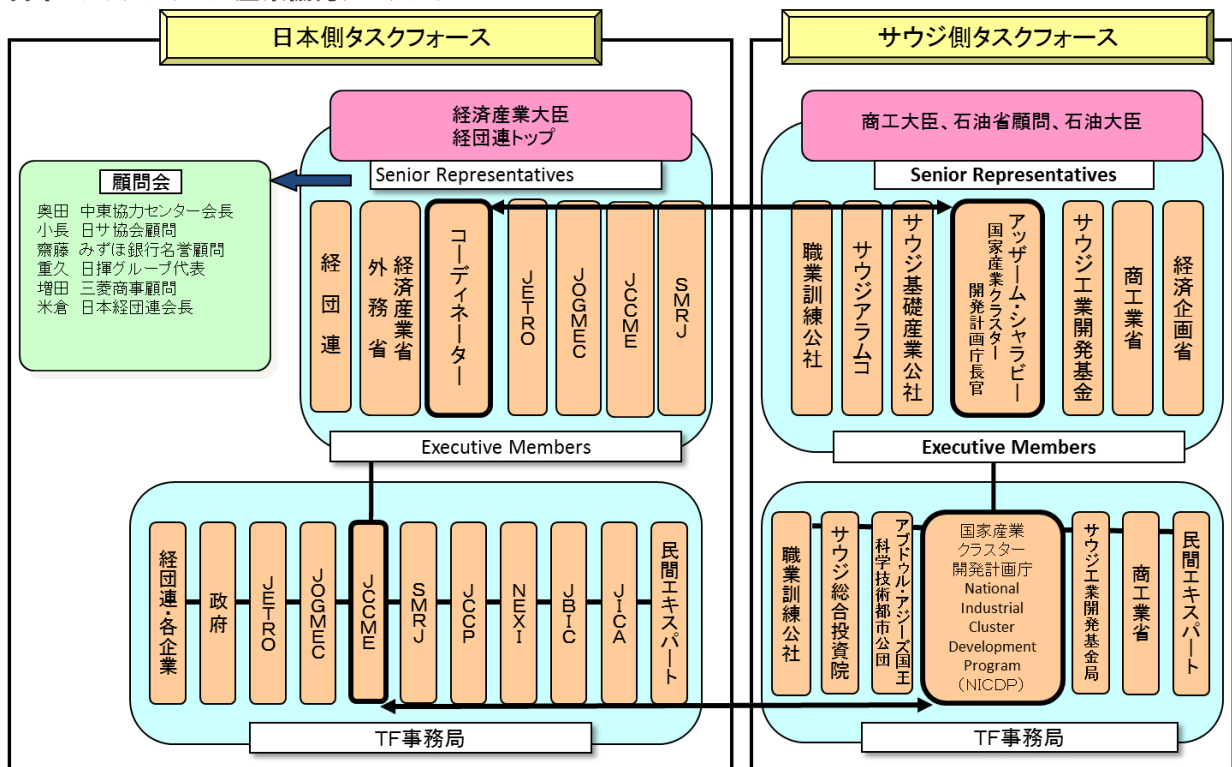 日本側タスクフォース
サウジ側タスクフォース
経済産業大臣
経団連トップ
Senior Representatives
顧問会
奥田 中東協力センター会長
小長 日サ協会顧問
齋藤 みずほ銀行名誉顧問
重久 日揮グループ代表
増田 三菱商事顧問
米倉 日本経団連会長
経団連
経済産業省
外務省
コーディネーター
JETRO
JOGMEC
JCCME
SMRJ
Executive Members
経団連・各企業
政府
JETRO
JOGMEC
JCCME
SMRJ
JCCP
NEXI
JBIC
JICA
民間エキスパート
TF事務局
商工大臣、石油省顧問、石油大臣
Senior Representatives
職業訓練公社
サウジアラムコ
サウジ基礎産業公社
アッザーム・シャラビー
国家産業クラスター
開発計画庁長官
サウジ工業開発基金
商工業省
経済企画省
Executive Members
職業訓練公社
サウジ総合投資院
アブドゥル・アジーズ国王
科学技術都市公団
国家産業
クラスター
開発計画庁
National
Industrial
Cluster
Development
Program
(NICDP)
サウジ工業開発基金局
商工業省
民間エキスパート
TF事務局